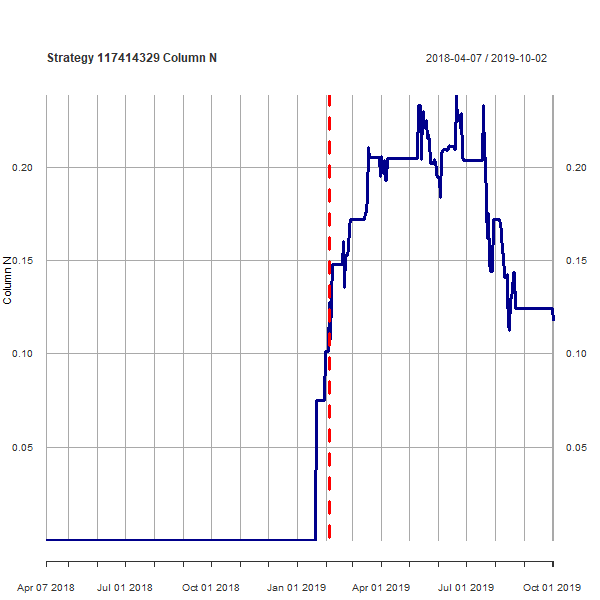 Strategy 117414329 Column N
2018-04-07 / 2019-10-02
0.20
0.20
0.15
0.15
Column N
0.10
0.10
0.05
0.05
Apr 07 2018
Jul 01 2018
Oct 01 2018
Jan 01 2019
Apr 01 2019
Jul 01 2019
Oct 01 2019